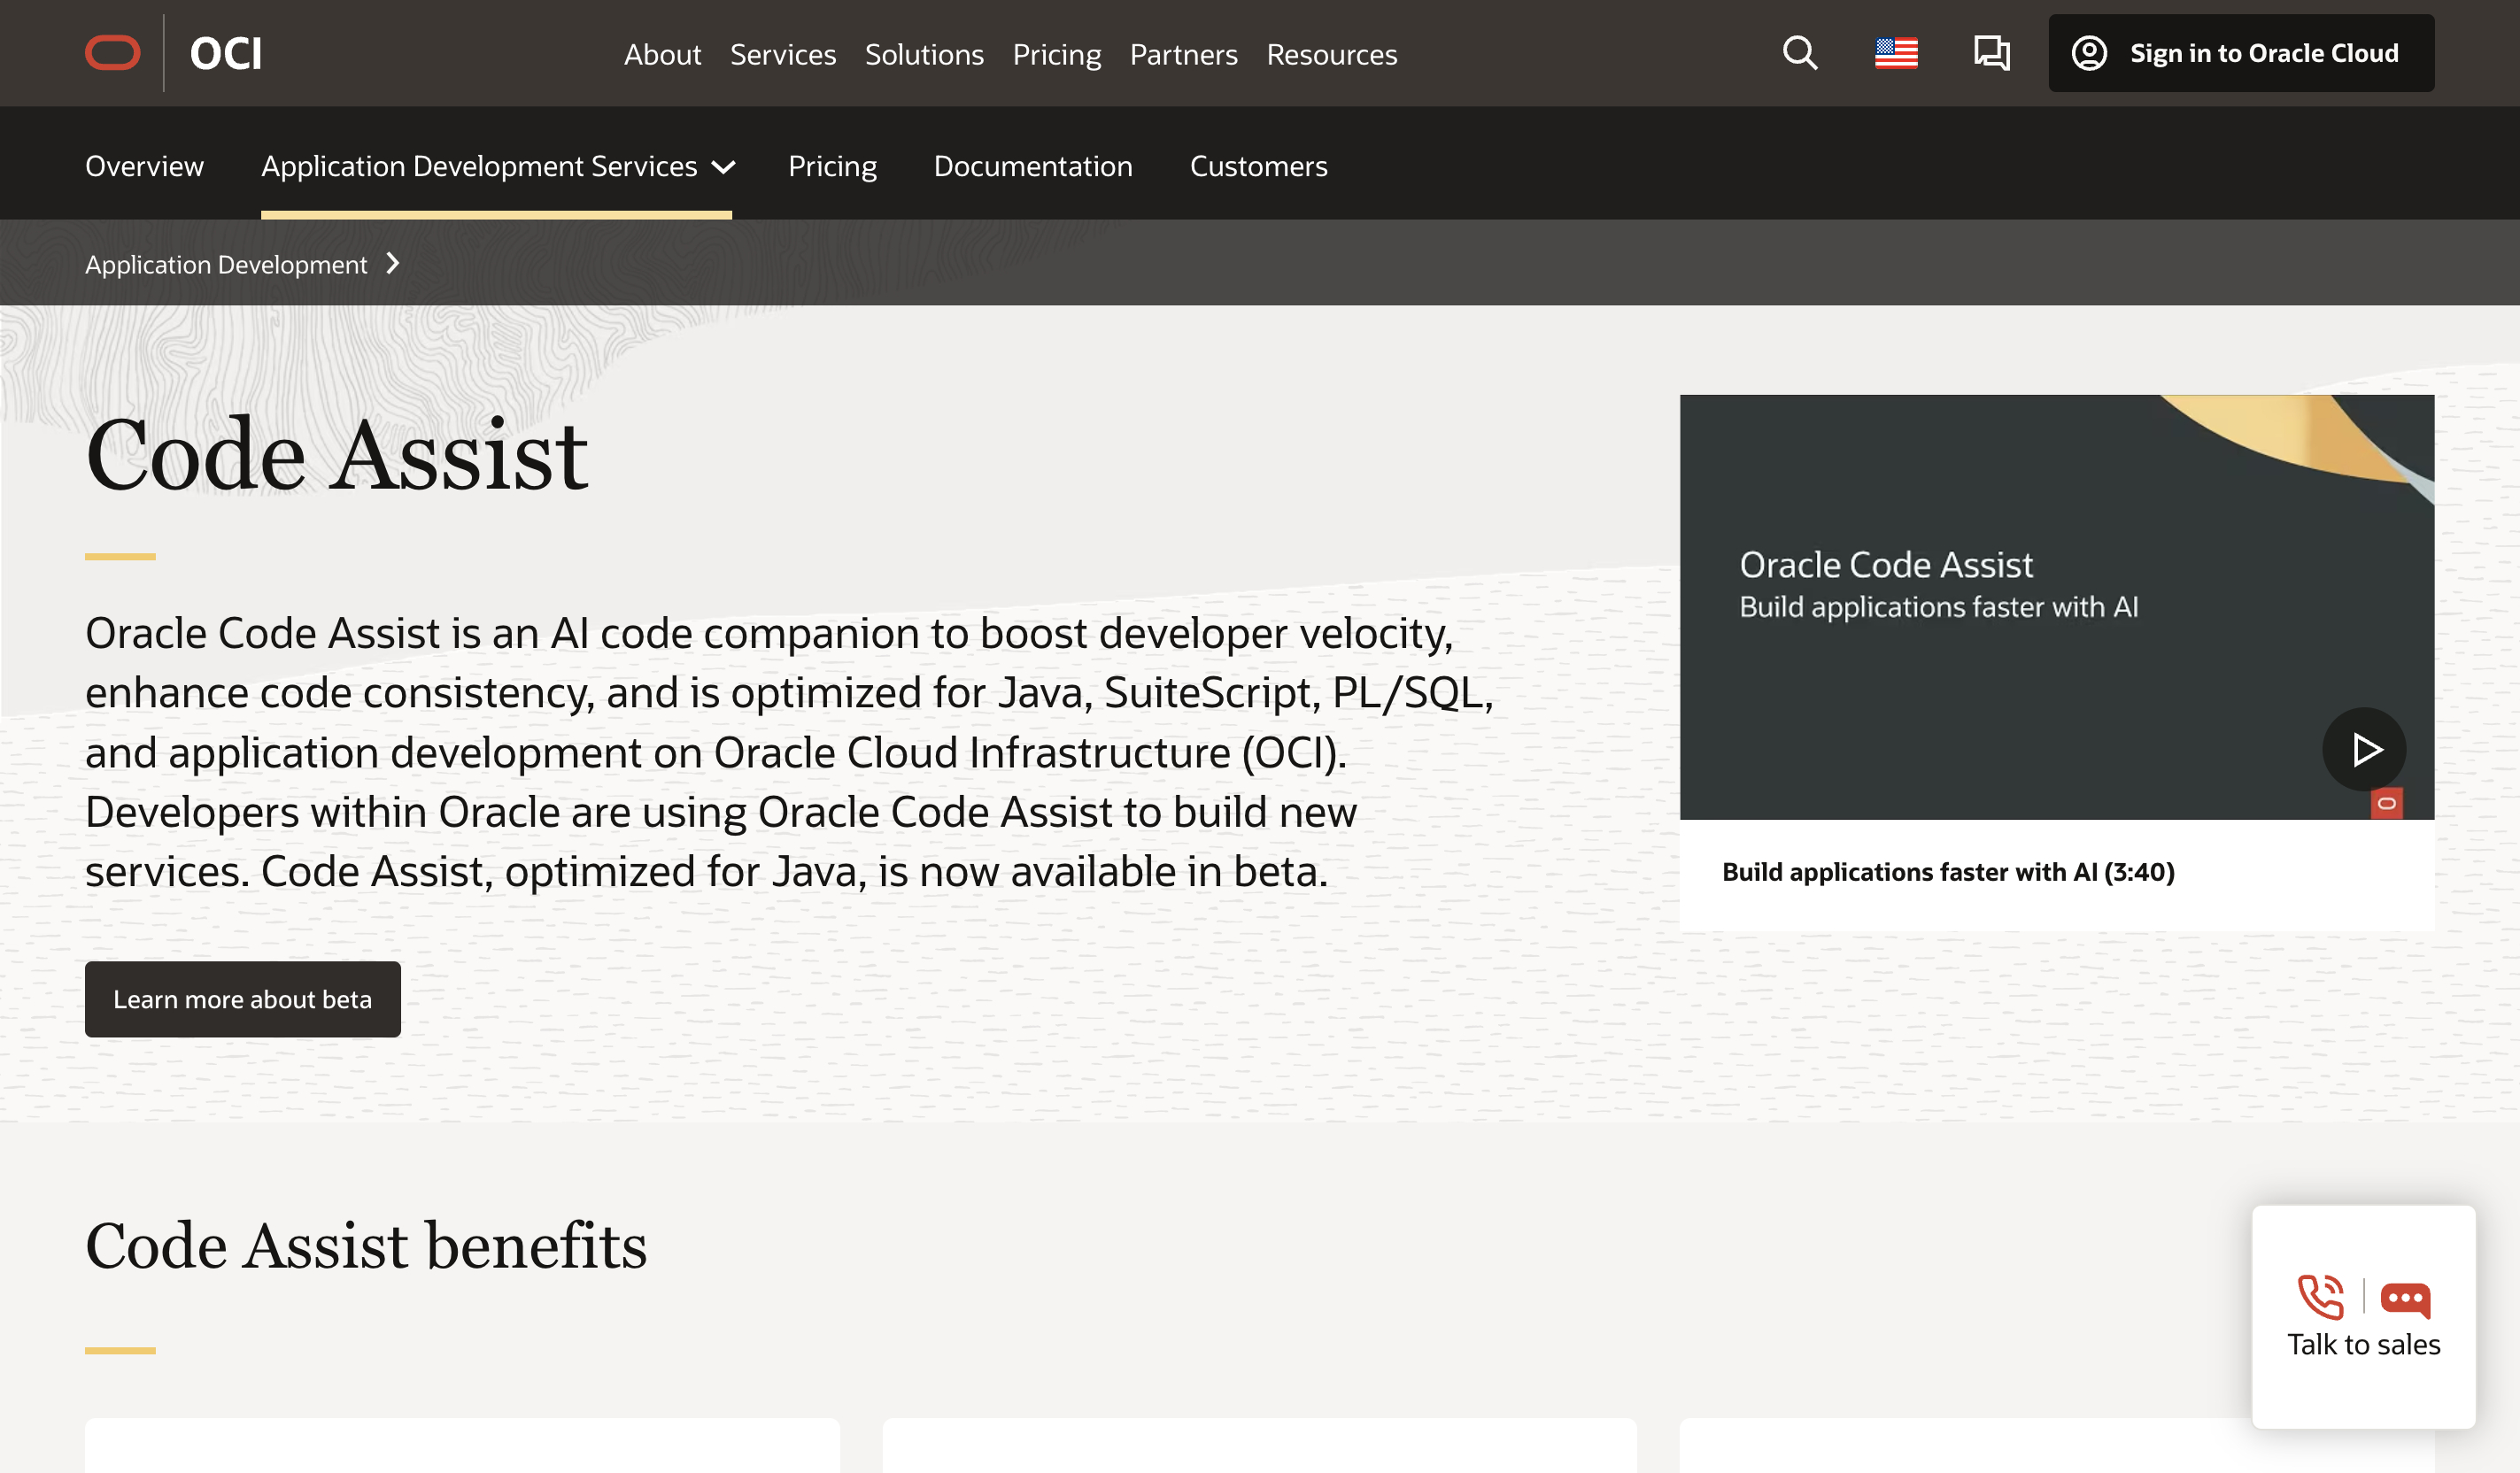 OCI
About Services Solutions Pricing Partners Resources
Sign in to Oracle Cloud
Overview Application Development Services Pricing Documentation Customers
Application Development
Code Assist
Oracle Code Assist is an AI code companion to boost developer velocity,
enhance code consistency, and is optimized for Java, SuiteScript, PL/SQL,
and application development on Oracle Cloud Infrastructure (OCI).
Developers within Oracle are using Oracle Code Assist to build new
services. Code Assist, optimized for Java, is now available in beta.
Learn more about beta
Oracle Code Assist
Build applications faster with AI
Build applications faster with AI (3:40)
Code Assist benefits
Talk to sales